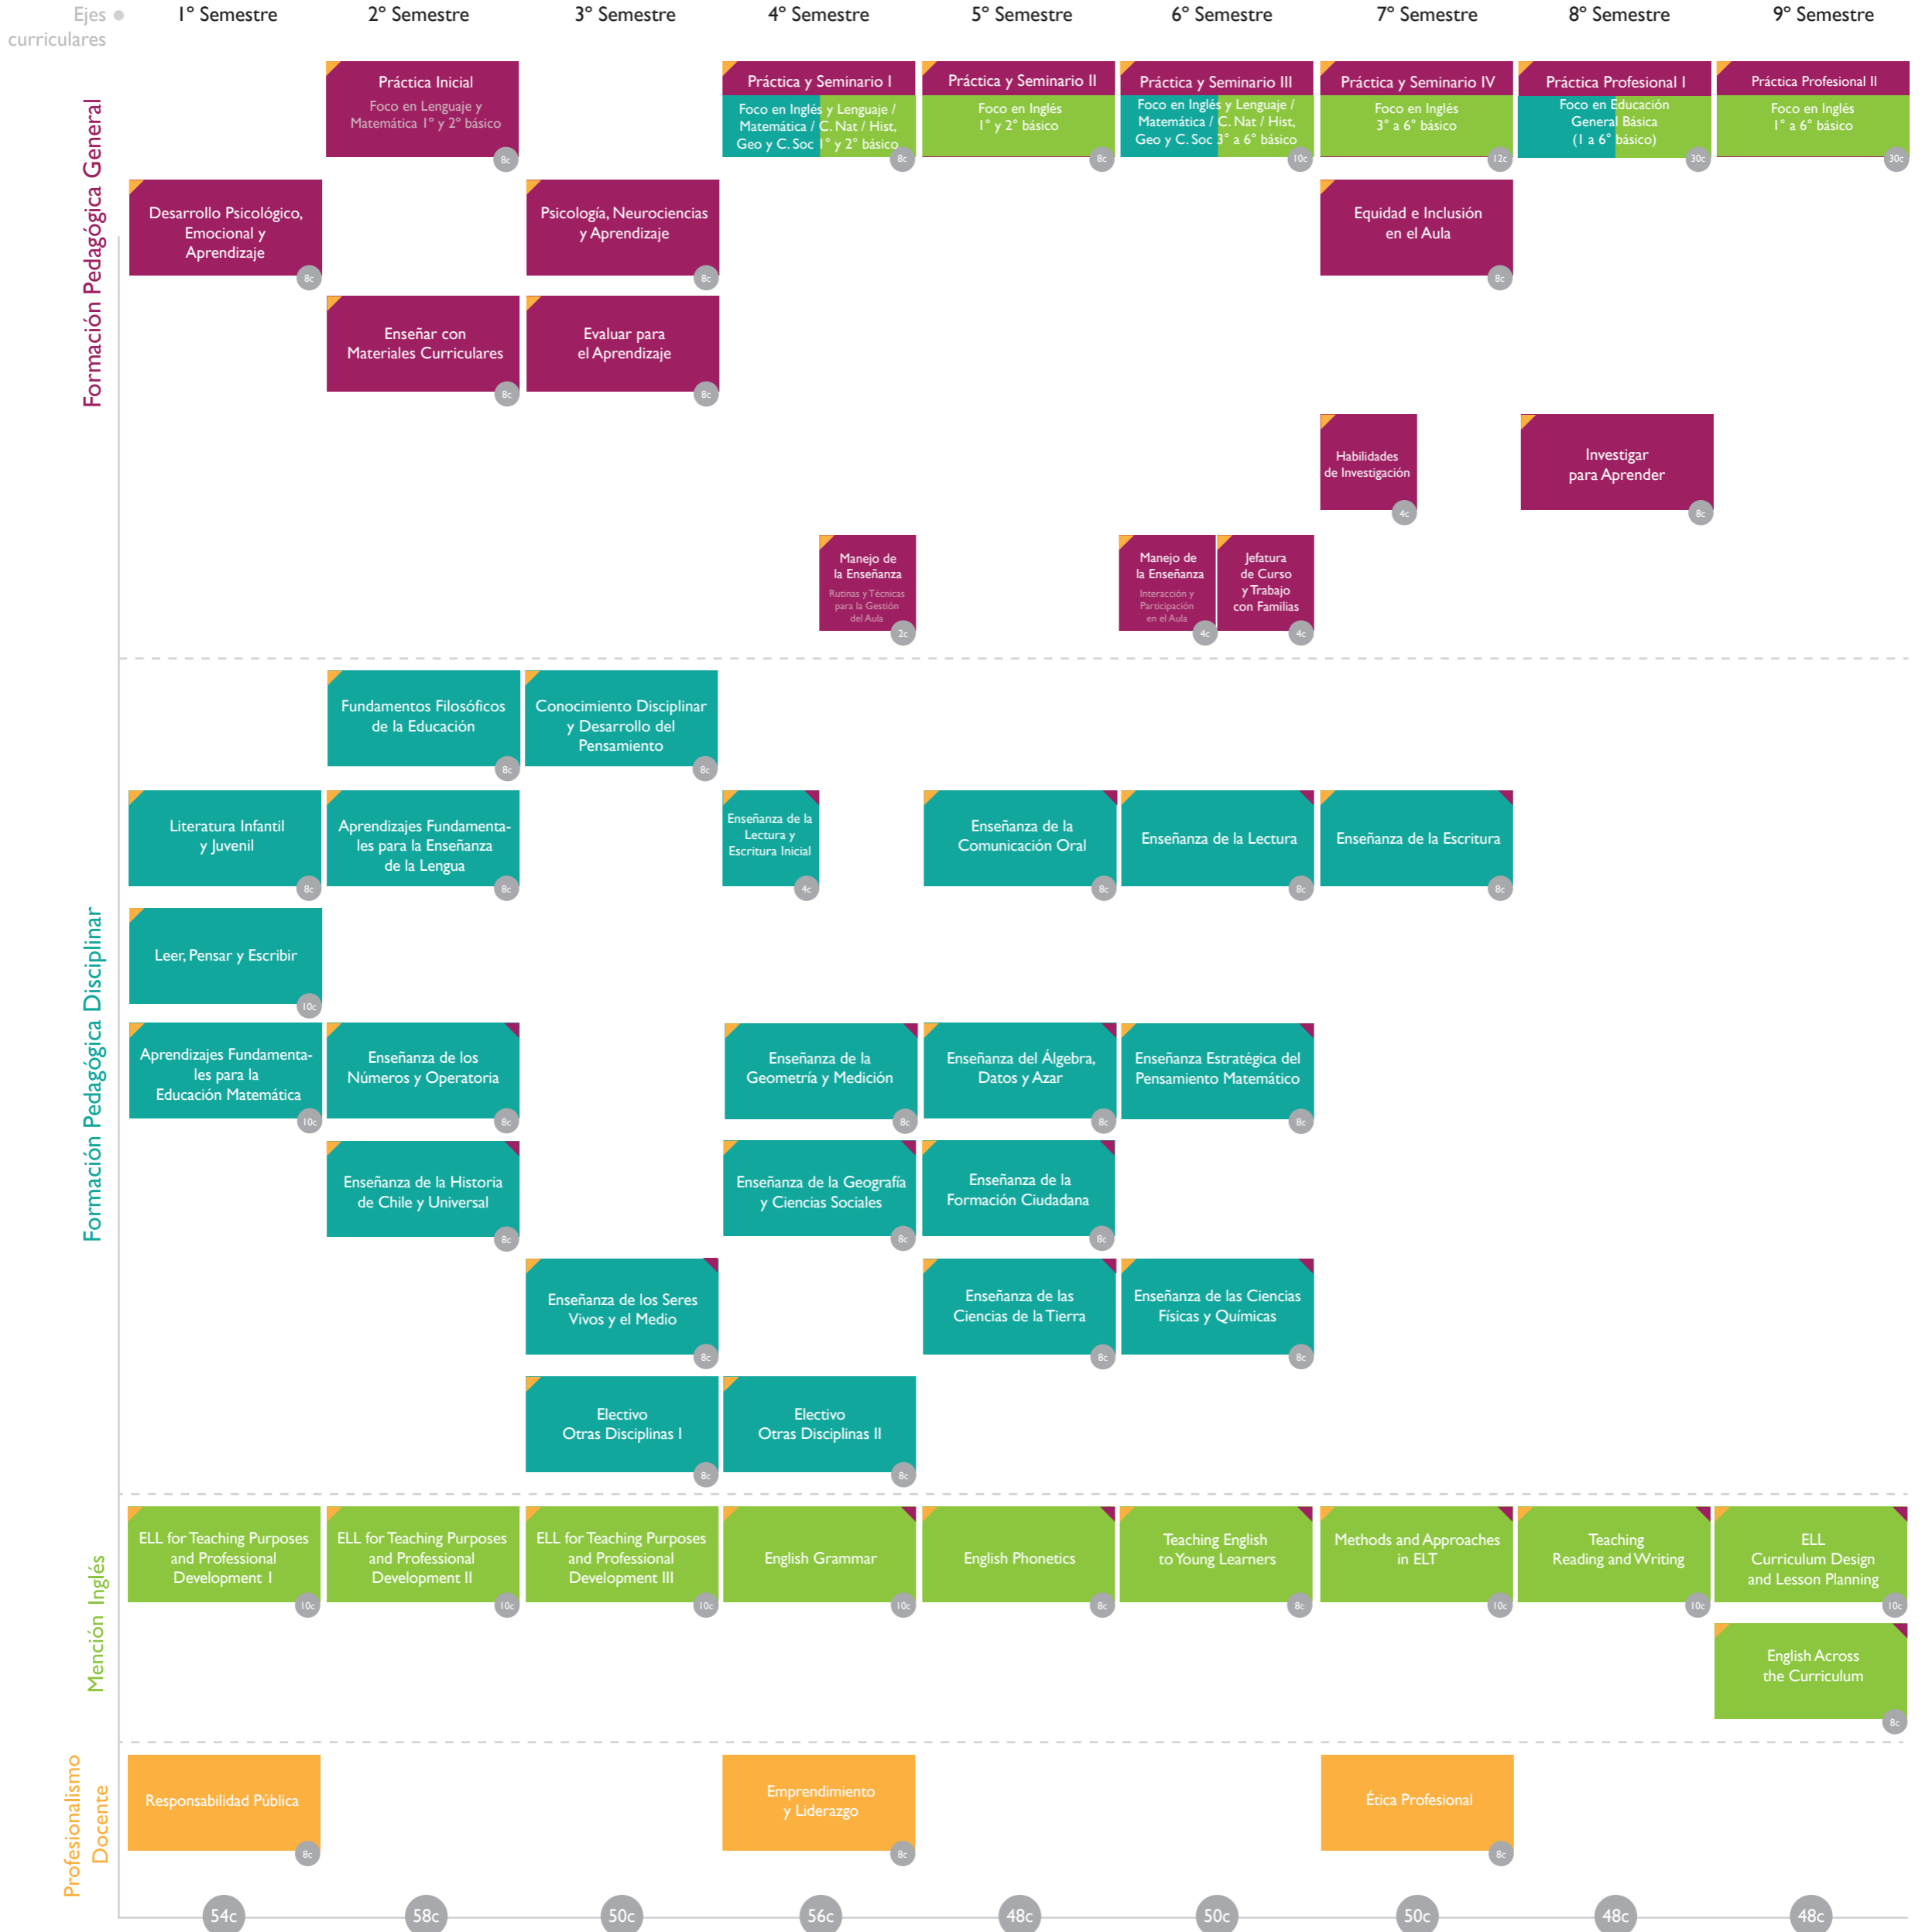 Ejes
curriculares
1º Semestre
2º Semestre
3º Semestre
4º Semestre
5º Semestre
6º Semestre
7º Semestre
8º Semestre
9º Semestre
Formación Pedagógica General
Práctica Inicial
Foco en Lenguaje y
Matemática 1º y 2º básico
8c
Práctica y Seminario I
Foco en Inglés y Lenguaje /
Matemática / C. Nat / Hist,
Geo y C. Soc 1° y 2° básico
8c
Práctica y Seminario II
Foco en Inglés
1° y 2° básico
8c
Práctica y Seminario III
Foco en Inglés y Lenguaje /
Matemática / C. Nat / Hist,
Geo y C. Soc 3° a 6° básico
10c
Práctica y Seminario IV
Foco en Inglés
3° a 6° básico
12c
Práctica Profesional I
Foco en Educación
General Básica
(1 a 6° básico)
30c
Práctica Profesional II
Foco en Inglés
1° a 6° básico
30c
Desarrollo Psicológico,
Emocional y
Aprendizaje
8c
Psicología, Neurociencias
y Aprendizaje
8c
Equidad e Inclusión
en el Aula
8c
Enseñar con
Materiales Curriculares
8c
Evaluar para
el Aprendizaje
8c
Habilidades
de Investigación
4c
Investigar
para Aprender
8c
Manejo de
la Enseñanza
Rutinas y Técnicas
para la Gestión
del Aula
2c
Manejo de
la Enseñanza
Interacción y
Participación
en el Aula
4c
Jefatura
de Curso
y Trabajo
con Familias
4c
Formación Pedagógica Disciplinar
Fundamentos Filosóficos
de la Educación
8c
Conocimiento Disciplinar
y Desarrollo del
Pensamiento
8c
Literatura Infantil
y Juvenil
8c
Aprendizajes Fundamenta-
les para la Enseñanza
de la Lengua
8c
Enseñanza de la
Lectura y
Escritura Inicial
4c
Enseñanza de la
Comunicación Oral
8c
Enseñanza de la Lectura
8c
Enseñanza de la Escritura
8c
Leer, Pensar y Escribir
10c
Aprendizajes Fundamenta-
les para la
Educación Matemática
10c
Enseñanza de los
Números y Operatoria
8c
Enseñanza de la
Geometría y Medición
8c
Enseñanza del Álgebra,
Datos y Azar
8c
Enseñanza Estratégica del
Pensamiento Matemático
8c
Enseñanza de la Historia
de Chile y Universal
8c
Enseñanza de la Geografía
y Ciencias Sociales
8c
Enseñanza de la
Formación Ciudadana
8c
Enseñanza de los Seres
Vivos y el Medio
8c
Enseñanza de las
Ciencias de la Tierra
8c
Enseñanza de las Ciencias
Físicas y Químicas
8c
Electivo
Otras Disciplinas I
8c
Electivo
Otras Disciplinas II
8c
Mención Inglés
ELL for Teaching Purposes
and Professional
Development I
10c
ELL for Teaching Purposes
and Professional
Development II
10c
ELL for Teaching Purposes
and Professional
Development III
10c
English Grammar
10c
English Phonetics
8c
Teaching English
to Young Learners
8c
Methods and Approaches
in ELT
10c
Teaching
Reading and Writing
10c
ELL
Curriculum Design
and Lesson Planning
10c
English Across
the Curriculum
8c
Profesionalismo
Docente
Responsabilidad Pública
8c
Emprendimiento
y Liderazgo
8c
Ética Profesional
8c
54c
58c
50c
56c
48c
50c
50c
48c
48c